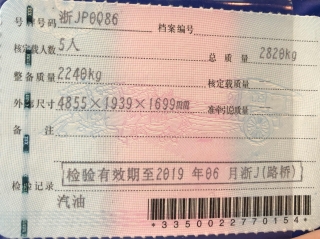 号牌号码 浙JP0Q86 档案编号
核定载人数 5人 总质量 2820kg
整备质量 2240kg 核定载质量
外廓尺寸 4855×1939×1699mm 准牵引总质量
备注
检验有效期至2019年06月浙J(路桥)
检验记录
汽油
*3350022770154*